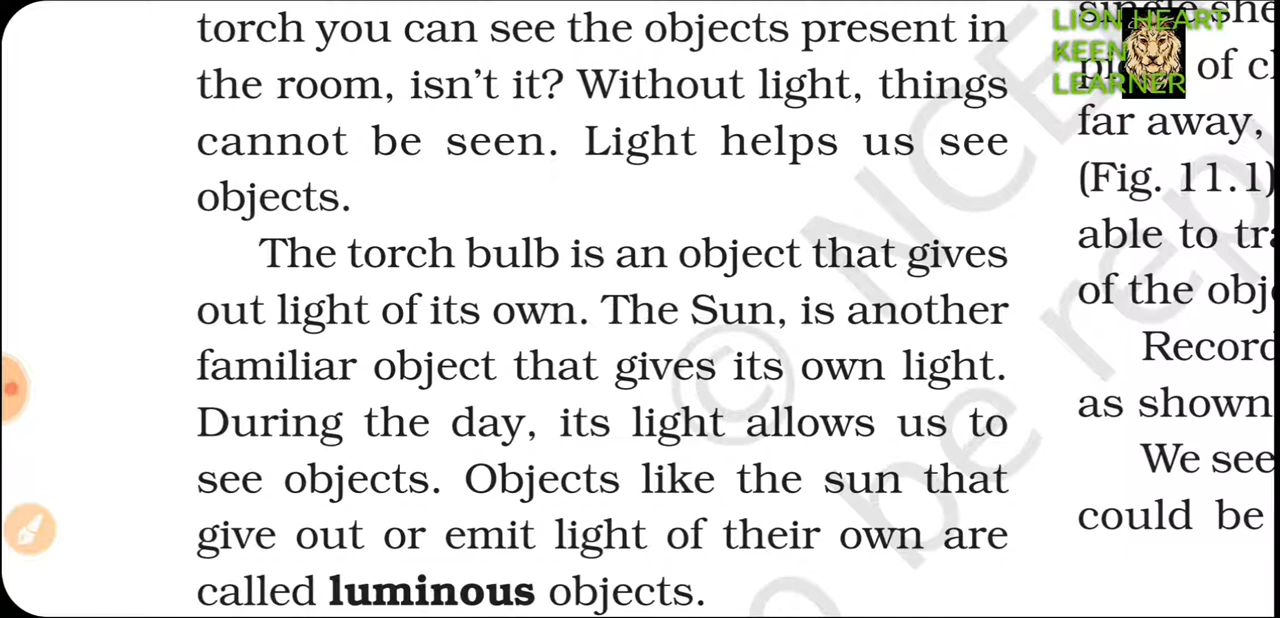 torch you can see the objects present in
the room, isn't it? Without light, things
cannot be seen. Light helps us see
objects.
The torch bulb is an object that gives
out light of its own. The Sun, is another
familiar object that gives its own light.
During the day, its light allows us to
see objects. Objects like the sun that
give out or emit light of their own are
called luminous objects.
LION HEART
KEEN
LEARNER
of
far away,
(Fig. 11.1)
able to
of the
Record
as shown
We see
could be
©
be